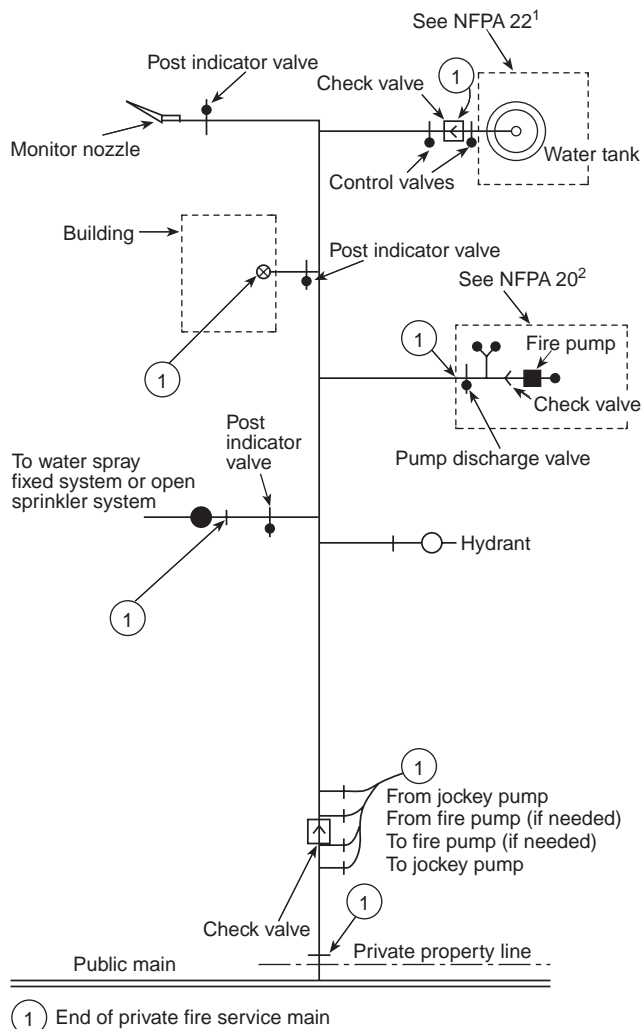 See NFPA 22¹
Post indicator valve
Check valve
1
Monitor nozzle
Control valves
Water tank
Building
Post indicator valve
See NFPA 20²
1
1
Fire pump
Check valve
Post
indicator
valve
Pump discharge valve
To water spray
fixed system or open
sprinkler system
Hydrant
1
1
From jockey pump
From fire pump (if needed)
To fire pump (if needed)
To jockey pump
Check valve
1
Public main
Private property line
1 End of private fire service main